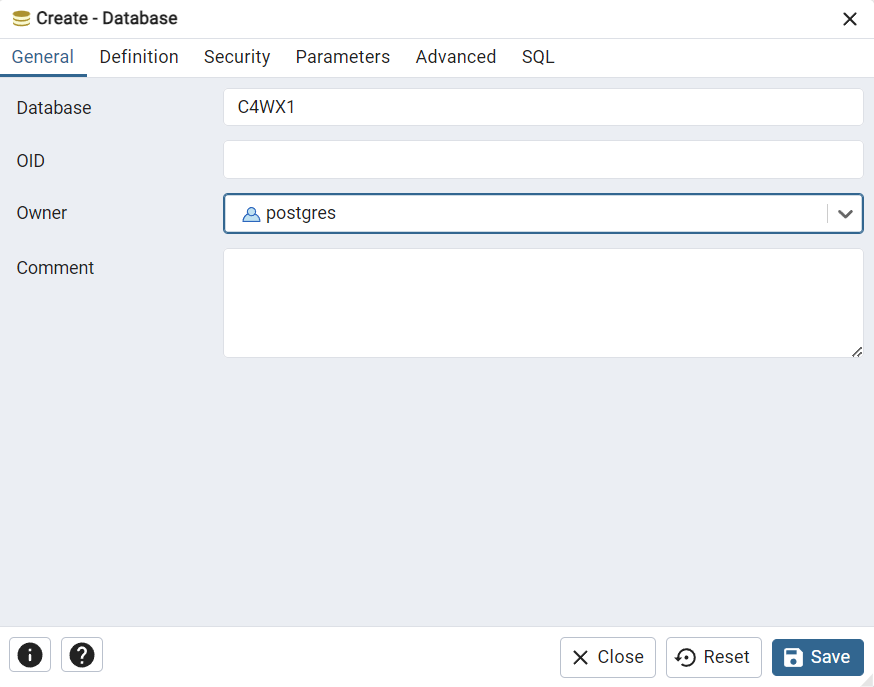 Create - Database
General Definition Security Parameters Advanced SQL
Database C4WX1
OID
Owner postgres
Comment
Close Reset Save